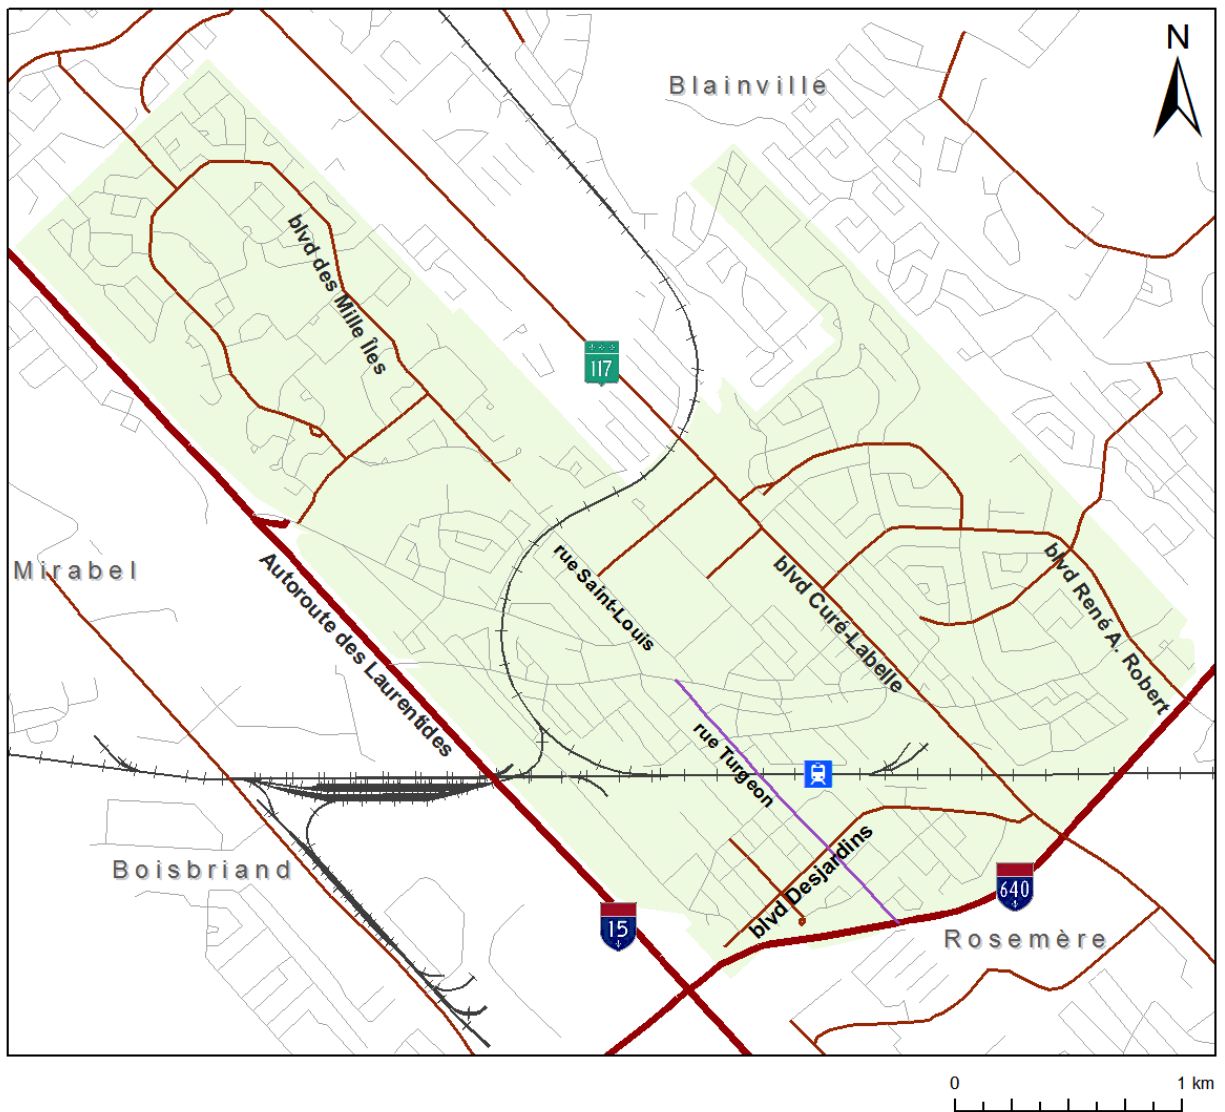 N
Blainville
blvd des Mille Îles
117
Mirabel
Autoroute des Laurentides
rue Saint-Louis
blvd Curé-Labelle
blvd René A. Robert
rue Turgeon
Boisbriand
blvd Desjardins
640
15
Rosemère
0 1 km